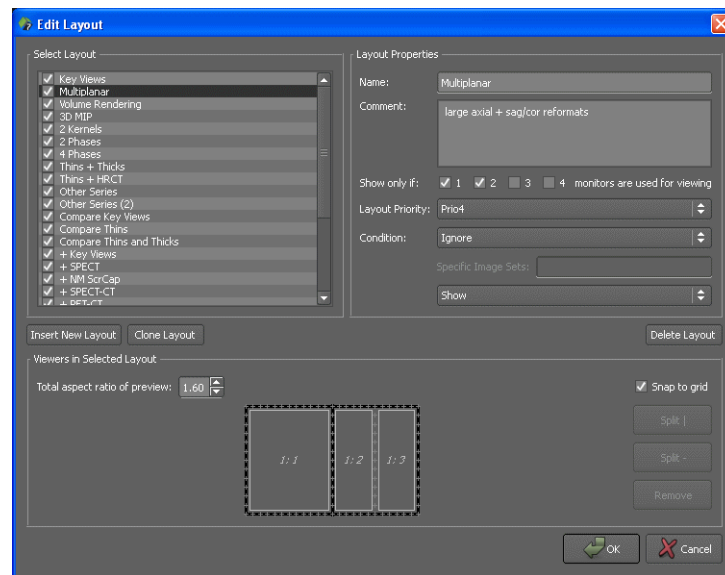 Edit Layout
Select Layout
Key Views
Multiplanar
Volume Rendering
3D MIP
2 Kernels
2 Phases
4 Phases
Thins + Thicks
Thins + HRCT
Other Series
Other Series (2)
Compare Key Views
Compare Thins
Compare Thins and Thicks
+ Key Views
+ SPECT
+ NM ScrCap
+ SPECT-CT
+ PET-CT
Insert New Layout Clone Layout
Layout Properties
Name: Multiplanar
Comment: large axial + sag/cor reformats
Show only if: 1 2 3 4 monitors are used for viewing
Layout Priority: Prio4
Condition: Ignore
Specific Image Sets:
Show
Delete Layout
Viewers in Selected Layout
Total aspect ratio of preview: 1.60
Snap to grid
1:1 1:2 1:3
Split |
Split -
Remove
OK Cancel